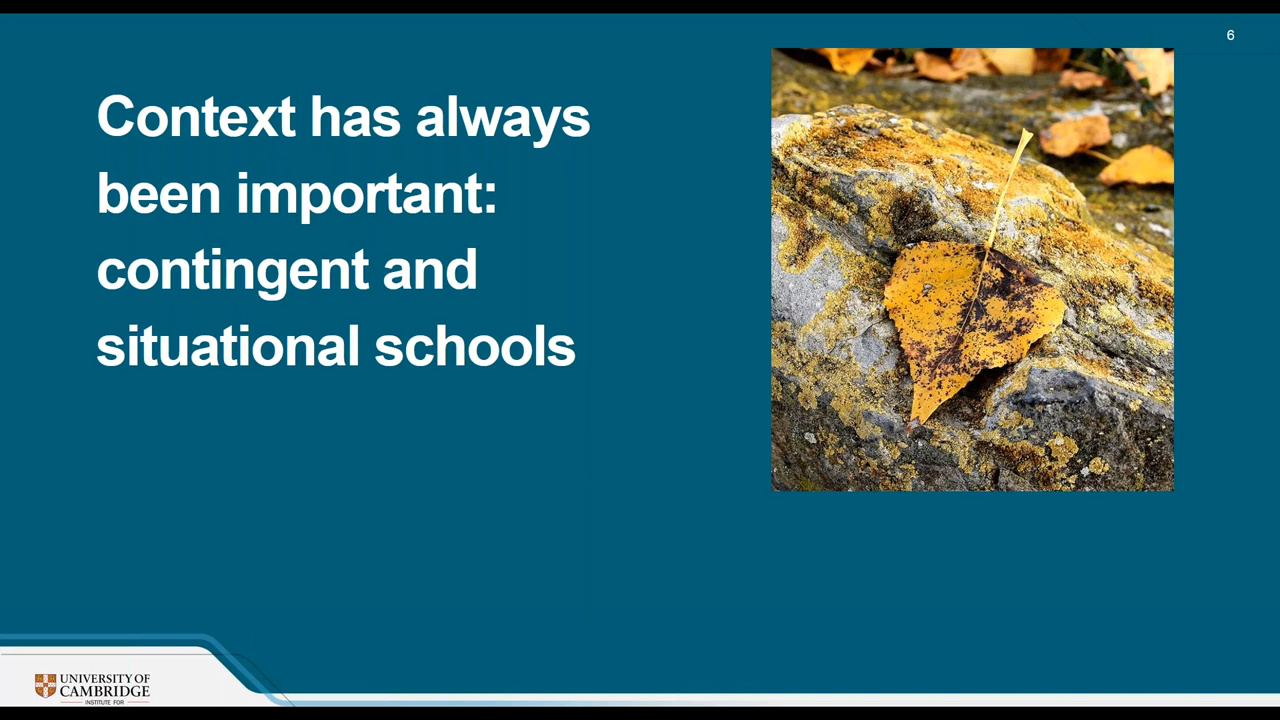 6
Context has always
been important:
contingent and
situational schools
UNIVERSITY OF
CAMBRIDGE
INSTITUTE FOR